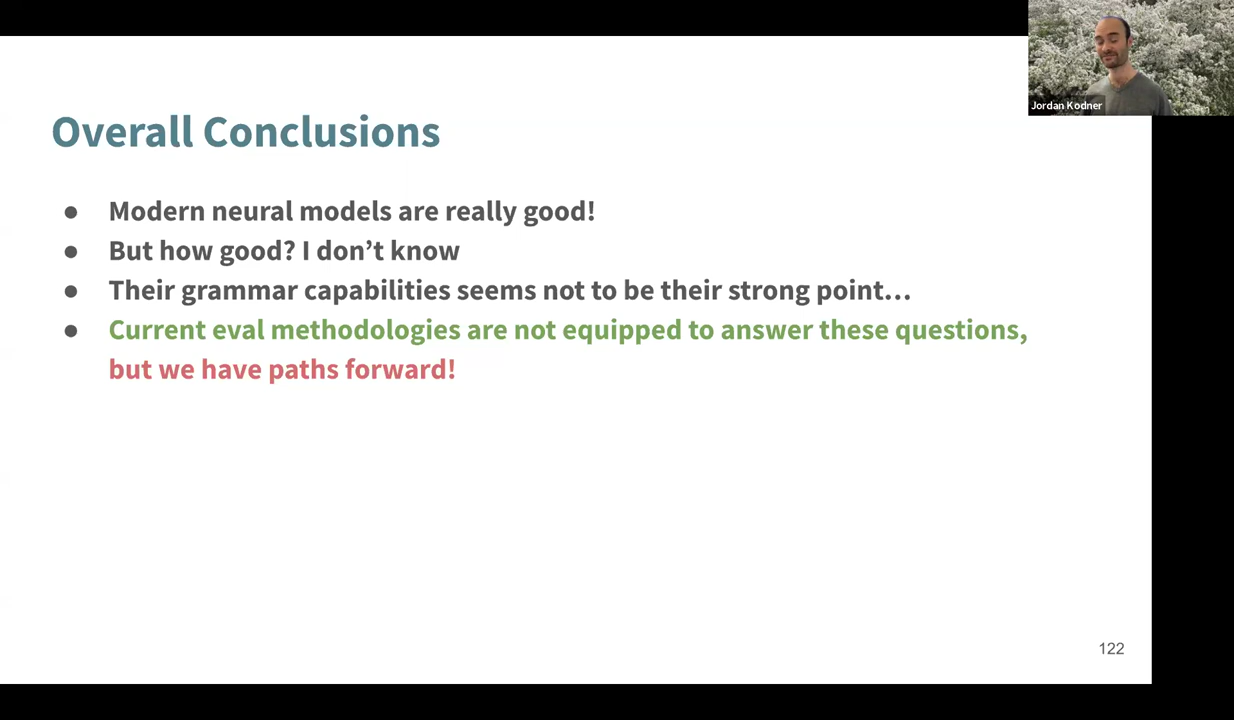 Jordan Kodner
Overall Conclusions
● Modern neural models are really good!
● But how good? I don’t know
● Their grammar capabilities seems not to be their strong point…
● Current eval methodologies are not equipped to answer these questions,
but we have paths forward!
122